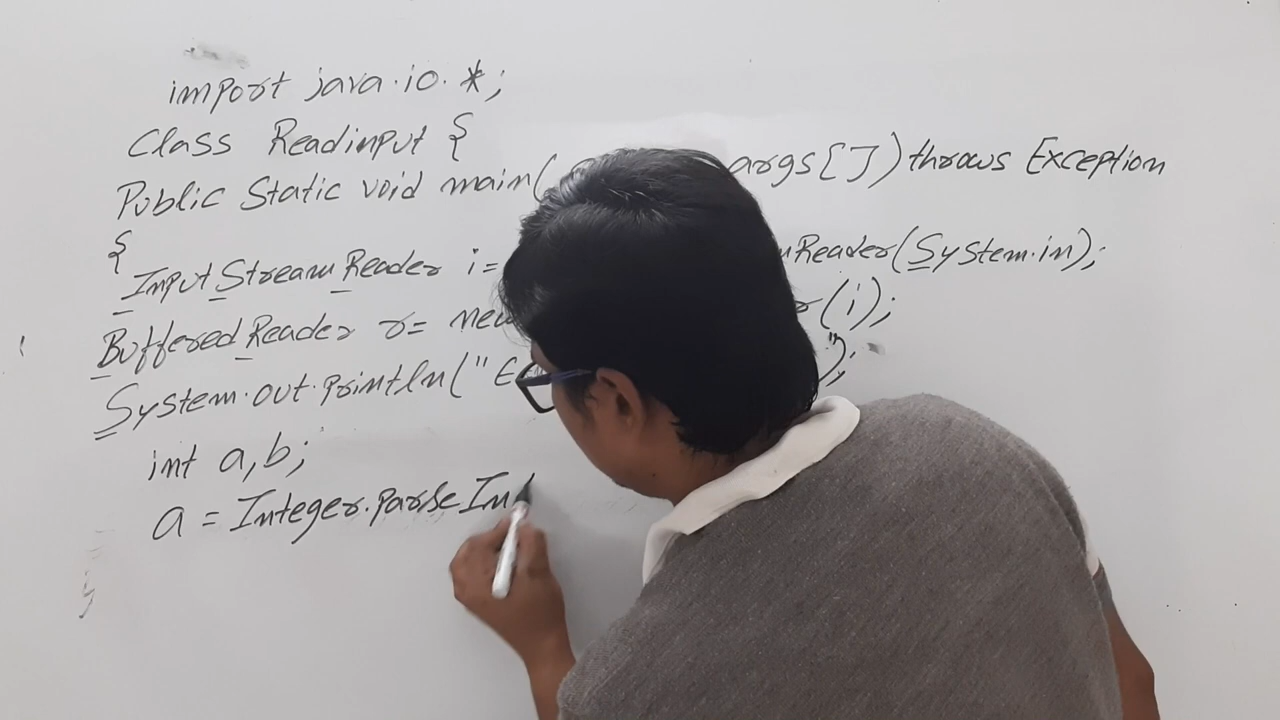 import java.io.*;
Class Readinput {
Public Static void main( args[])throws Exception
{
InputStreamReader i= Reader(System.in);
BufferedReader r= new (i);
System.out.println(" ");
int a,b;
a = Integer.parseIn